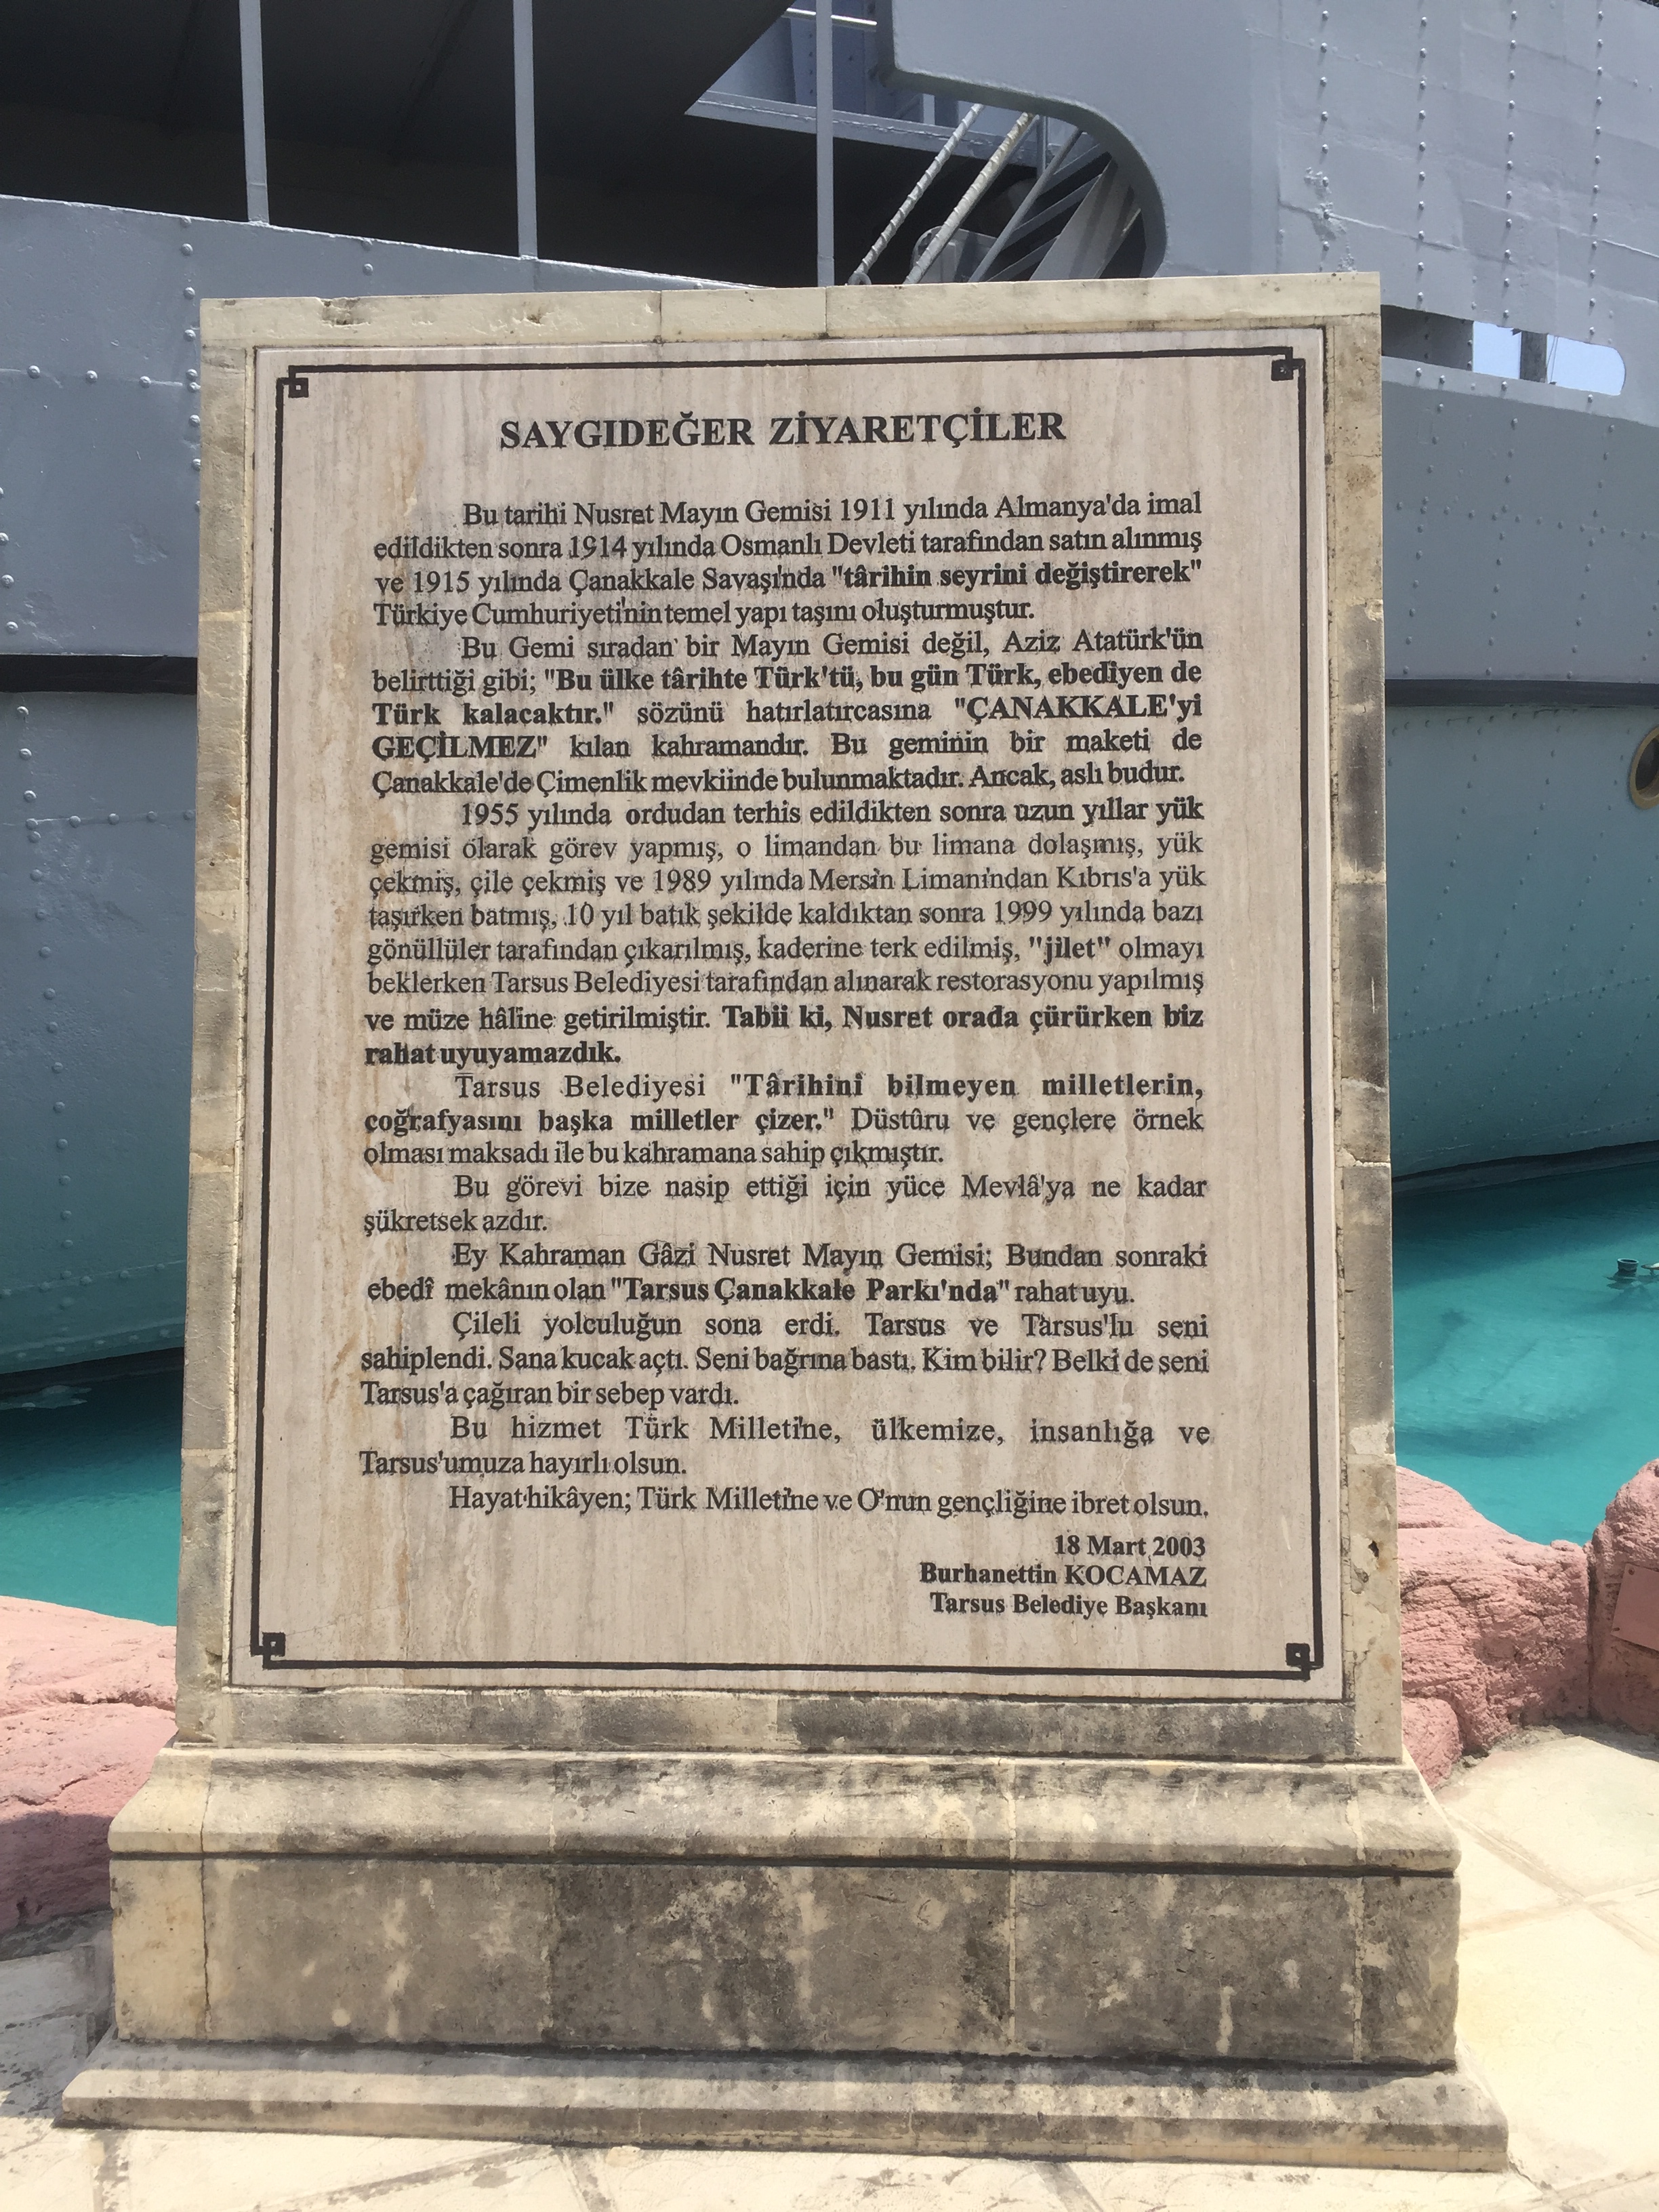 SAYGIDEĞER ZİYARETÇİLER
Bu tarihi Nusret Mayın Gemisi 1911 yılında Almanya'da imal
edildikten sonra 1914 yılında Osmanlı Devleti tarafından satın alınmış
ve 1915 yılında Çanakkale Savaşı'nda "târihin seyrini değiştirerek"
Türkiye Cumhuriyeti'nin temel yapı taşını oluşturmuştur.
Bu Gemi sıradan bir Mayın Gemisi değil, Aziz Atatürk'ün
belirttiği gibi; "Bu ülke târihte Türk'tü, bu gün Türk, ebediyen de
Türk kalacaktır." sözünü hatırlatırcasına "ÇANAKKALE'yi
GEÇİLMEZ" kılan kahramandır. Bu geminin bir maketi de
Çanakkale'de Çimenlik mevkiinde bulunmaktadır. Ancak, aslı budur.
1955 yılında ordudan terhis edildikten sonra uzun yıllar yük
gemisi olarak görev yapmış, o limandan bu limana dolaşmış, yük
çekmiş, çile çekmiş ve 1989 yılında Mersin Limanı'ndan Kıbrıs'a yük
taşırken batmış, 10 yıl batık şekilde kaldıktan sonra 1999 yılında bazı
gönüllüler tarafından çıkarılmış, kaderine terk edilmiş, "jilet" olmayı
beklerken Tarsus Belediyesi tarafından alınarak restorasyonu yapılmış
ve müze hâline getirilmiştir. Tabii ki, Nusret orada çürürken biz
rahat uyuyamazdık.
Tarsus Belediyesi "Târihini bilmeyen milletlerin,
coğrafyasını başka milletler çizer." Düstûru ve gençlere örnek
olması maksadı ile bu kahramana sahip çıkmıştır.
Bu görevi bize nasip ettiği için yüce Mevlâ'ya ne kadar
şükretsek azdır.
Ey Kahraman Gâzi Nusret Mayın Gemisi; Bundan sonraki
ebedî mekânın olan "Tarsus Çanakkale Parkı'nda" rahat uyu.
Çileli yolculuğun sona erdi. Tarsus ve Tarsus'lu seni
sahiplendi. Sana kucak açtı. Seni bağrına bastı. Kim bilir? Belki de seni
Tarsus'a çağıran bir sebep vardı.
Bu hizmet Türk Milleti'ne, ülkemize, insanlığa ve
Tarsus'umuza hayırlı olsun.
Hayat hikâyen; Türk Milleti'ne ve O'nun gençliğine ibret olsun.
18 Mart 2003
Burhanettin KOCAMAZ
Tarsus Belediye Başkanı